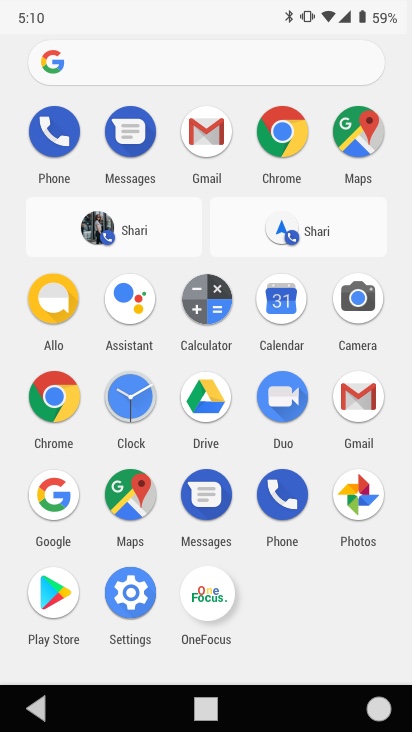 5:10 59%
G
Phone Messages Gmail Chrome Maps
Shari Shari
31
Allo Assistant Calculator Calendar Camera
Chrome Clock Drive Duo Gmail
G G
Google Maps Messages Phone Photos
One
Focus.
Play Store Settings OneFocus